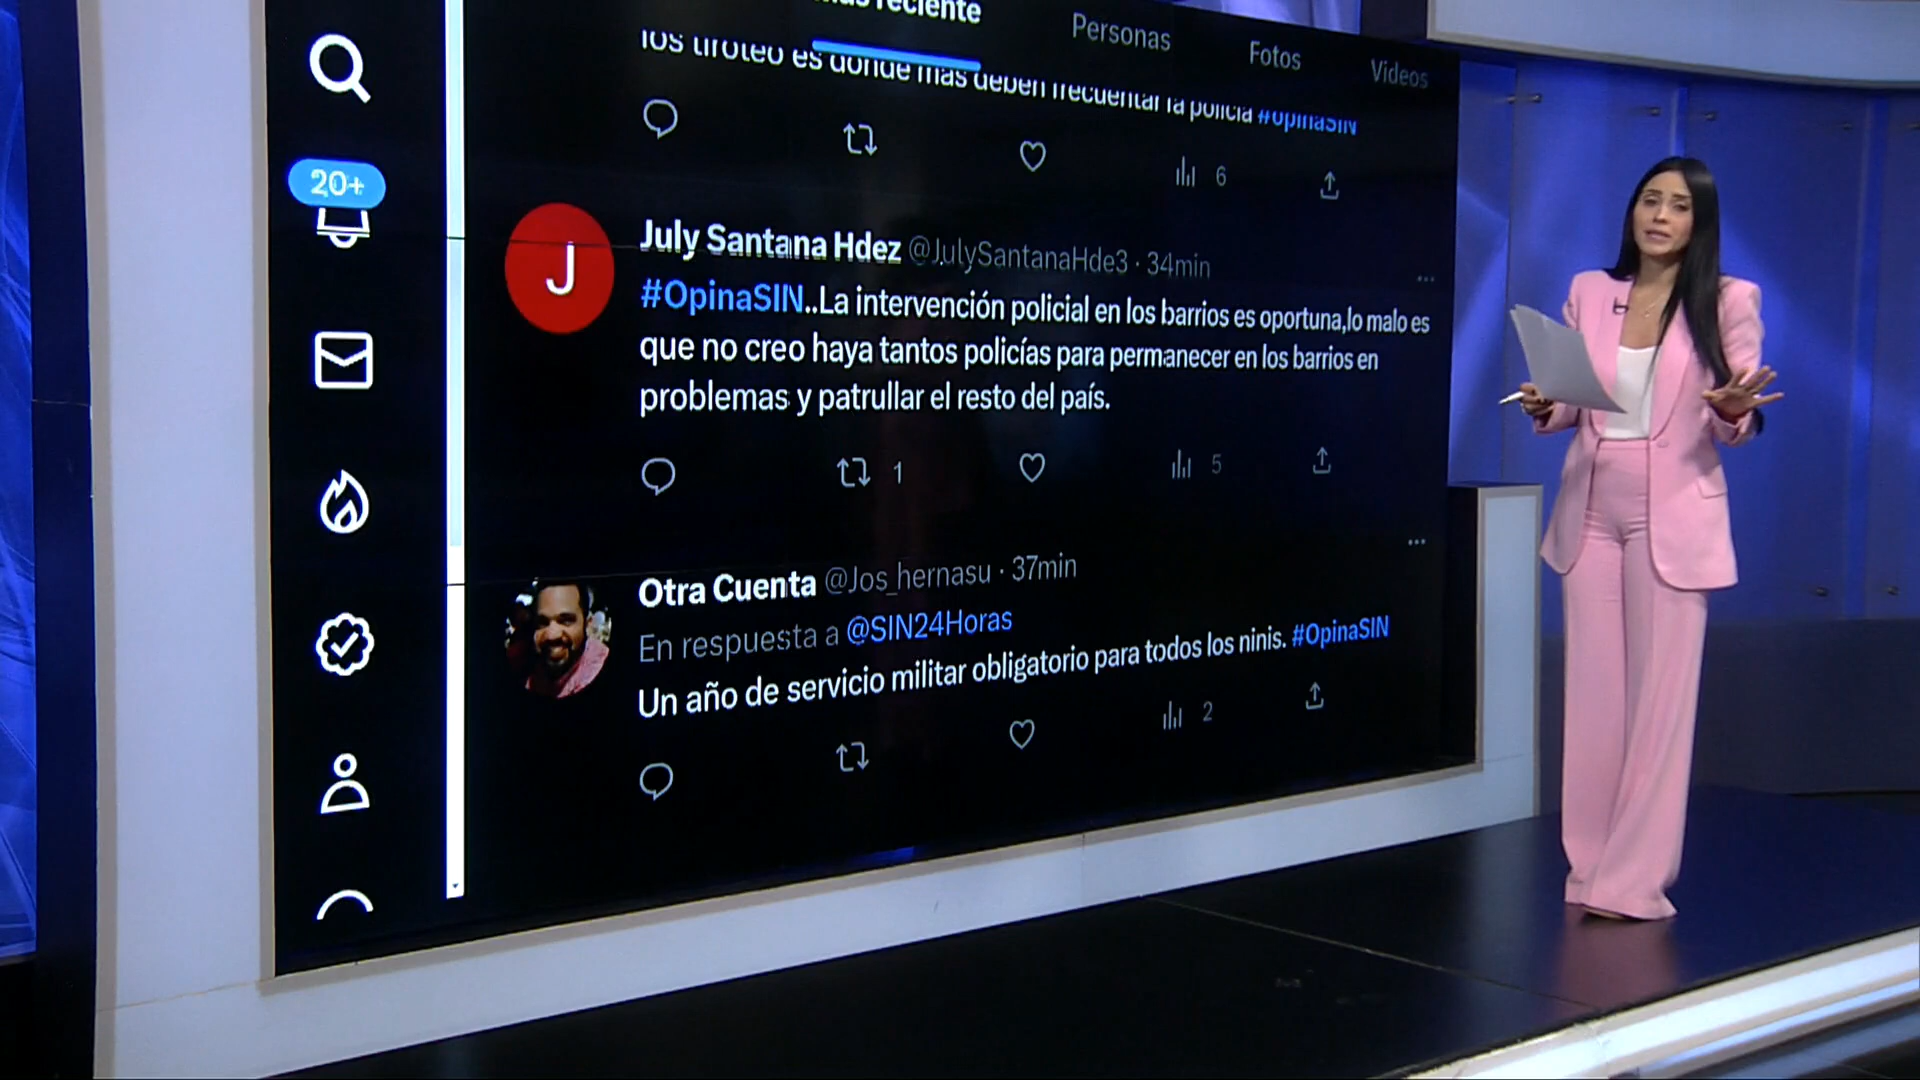 más reciente
Personas
Fotos
Videos
los tiroteo es donde mas deben frecuentar la policia #opinaSIN
6
20+
J
July Santana Hdez @JulySantanaHde3 · 34min
#OpinaSIN..La intervención policial en los barrios es oportuna,lo malo es
que no creo haya tantos policías para permanecer en los barrios en
problemas y patrullar el resto del país.
1
5
Otra Cuenta @Jos_hernasu · 37min
En respuesta a @SIN24Horas
Un año de servicio militar obligatorio para todos los ninis. #OpinaSIN
2